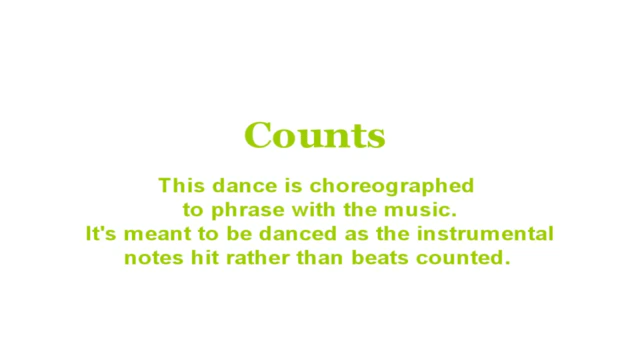 Counts
This dance is choreographed
to phrase with the music.
It's meant to be danced as the instrumental
notes hit rather than beats counted.